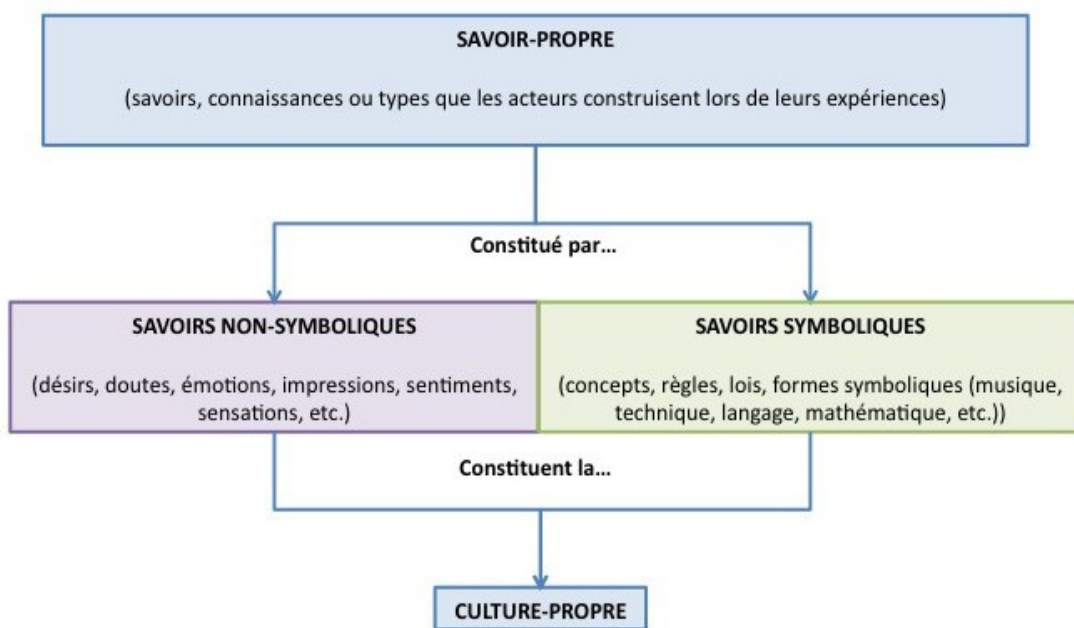 SAVOIR-PROPRE
(savoirs, connaissances ou types que les acteurs construisent lors de leurs expériences)
Constitué par...
SAVOIRS NON-SYMBOLIQUES
(désirs, doutes, émotions, impressions, sentiments,
sensations, etc.)
SAVOIRS SYMBOLIQUES
(concepts, règles, lois, formes symboliques (musique,
technique, langage, mathématique, etc.))
Constituent la...
CULTURE-PROPRE